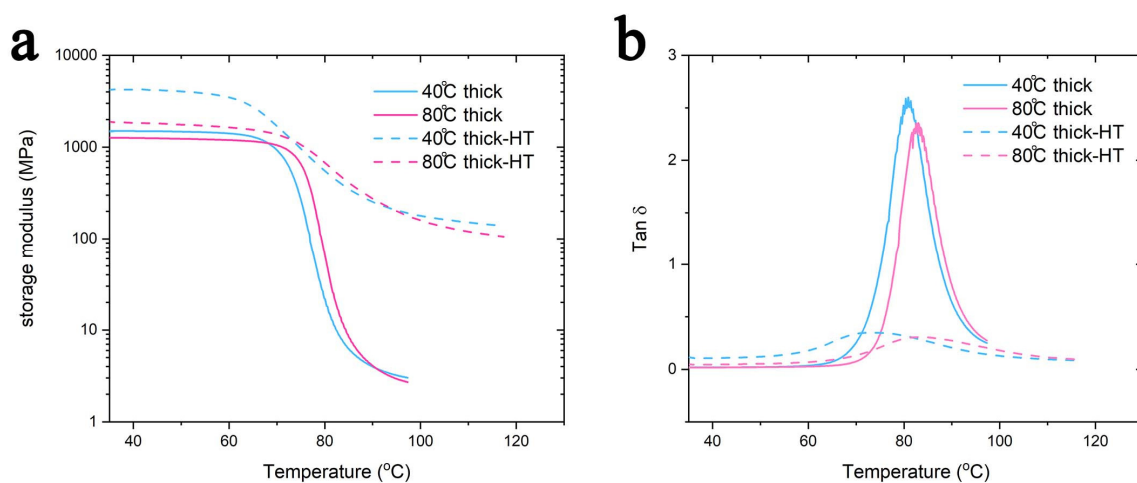 a
10000
1000
100
10
1
storage modulus (MPa)
40℃ thick
80℃ thick
40℃ thick-HT
80℃ thick-HT
40
60
80
100
120
Temperature (°C)
b
3
2
1
0
Tan δ
40℃ thick
80℃ thick
40℃ thick-HT
80℃ thick-HT
40
60
80
100
120
Temperature (°C)